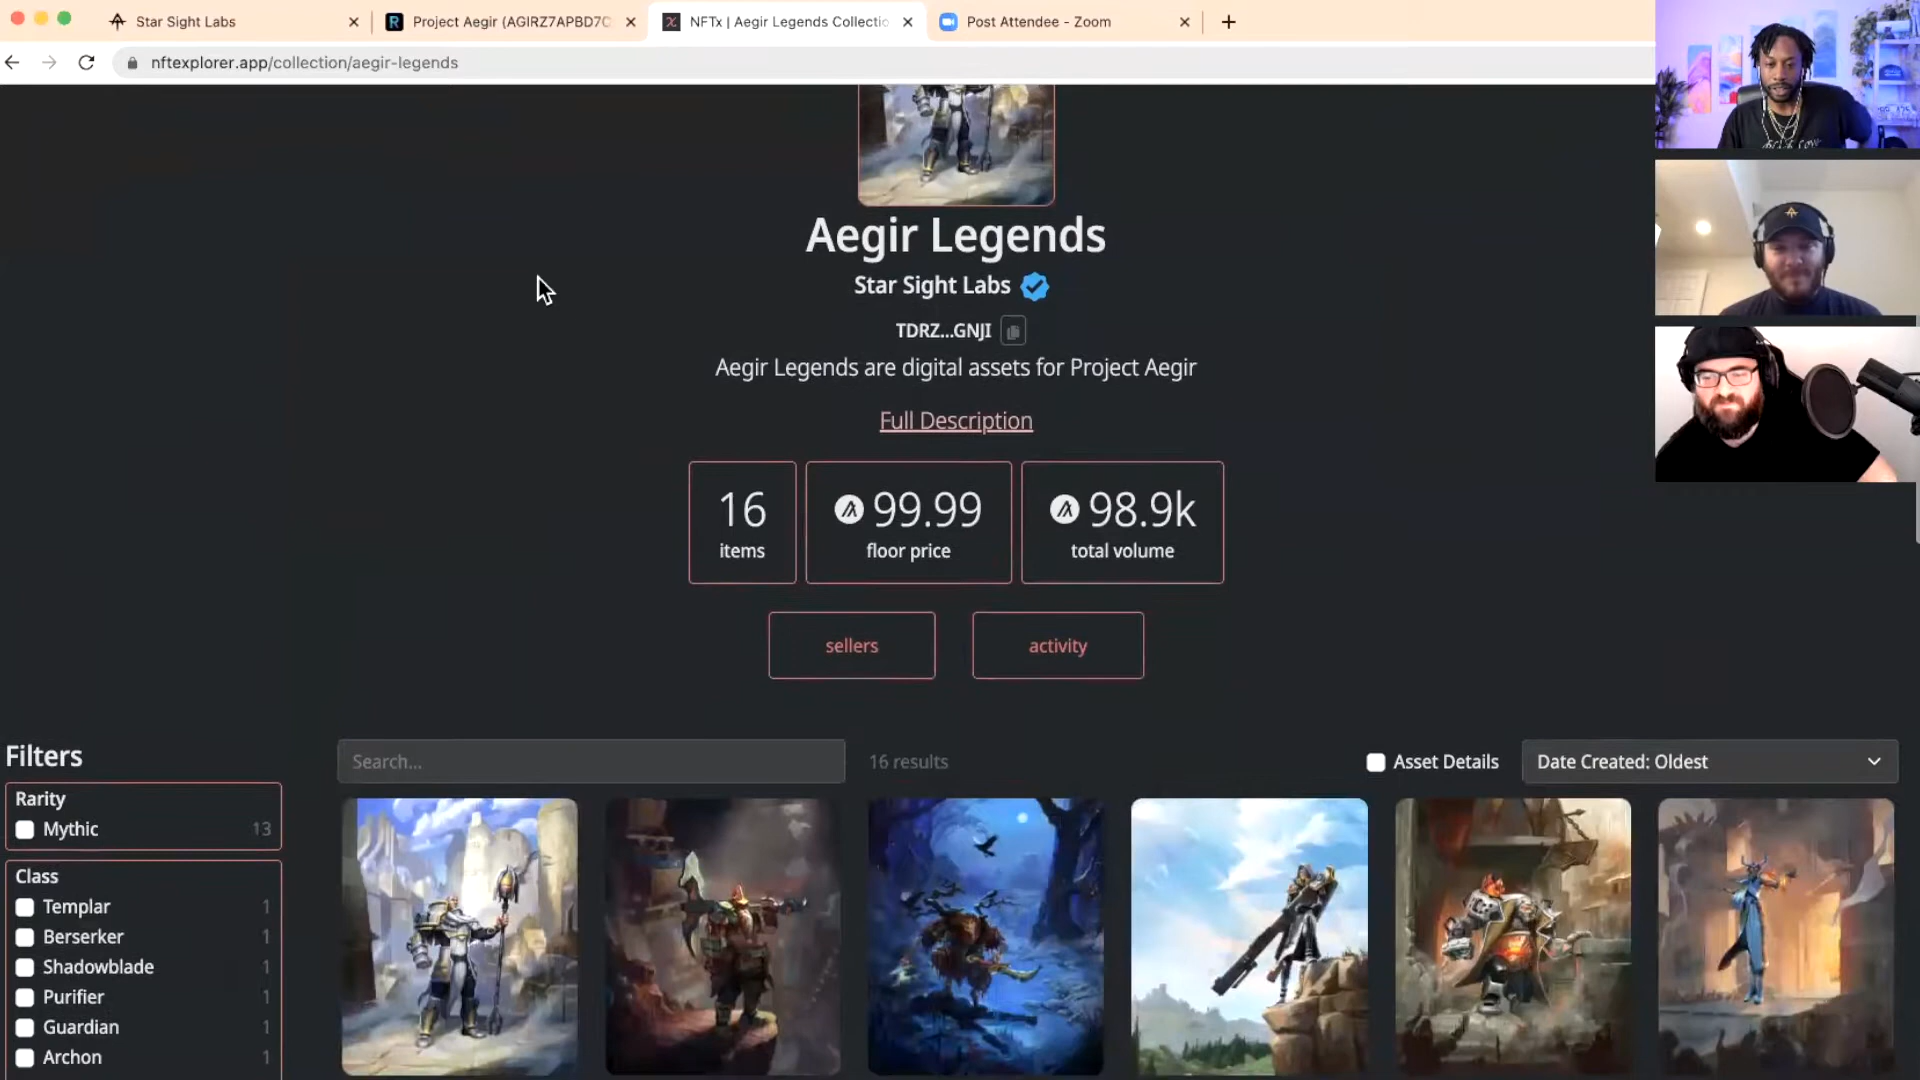 Star Sight Labs
Project Aegir (AGIRZ7APBD7C
NFTx | Aegir Legends Collectio
Post Attendee - Zoom
nftexplorer.app/collection/aegir-legends
Aegir Legends
Star Sight Labs
TDRZ...GNJI
Aegir Legends are digital assets for Project Aegir
Full Description
16
items
99.99
floor price
98.9k
total volume
sellers
activity
Filters
Search...
16 results
Asset Details
Date Created: Oldest
Rarity
Mythic 13
Class
Templar 1
Berserker 1
Shadowblade 1
Purifier 1
Guardian 1
Archon 1